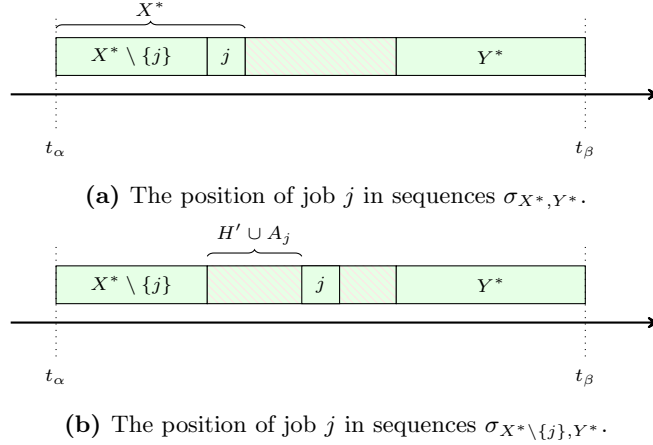 X* 
X* \ {j} j Y*
t_α t_β
(a) The position of job j in sequences σ_{X*,Y*}.
H′ ∪ A_j
X* \ {j} j Y*
t_α t_β
(b) The position of job j in sequences σ_{X*\{j},Y*}.